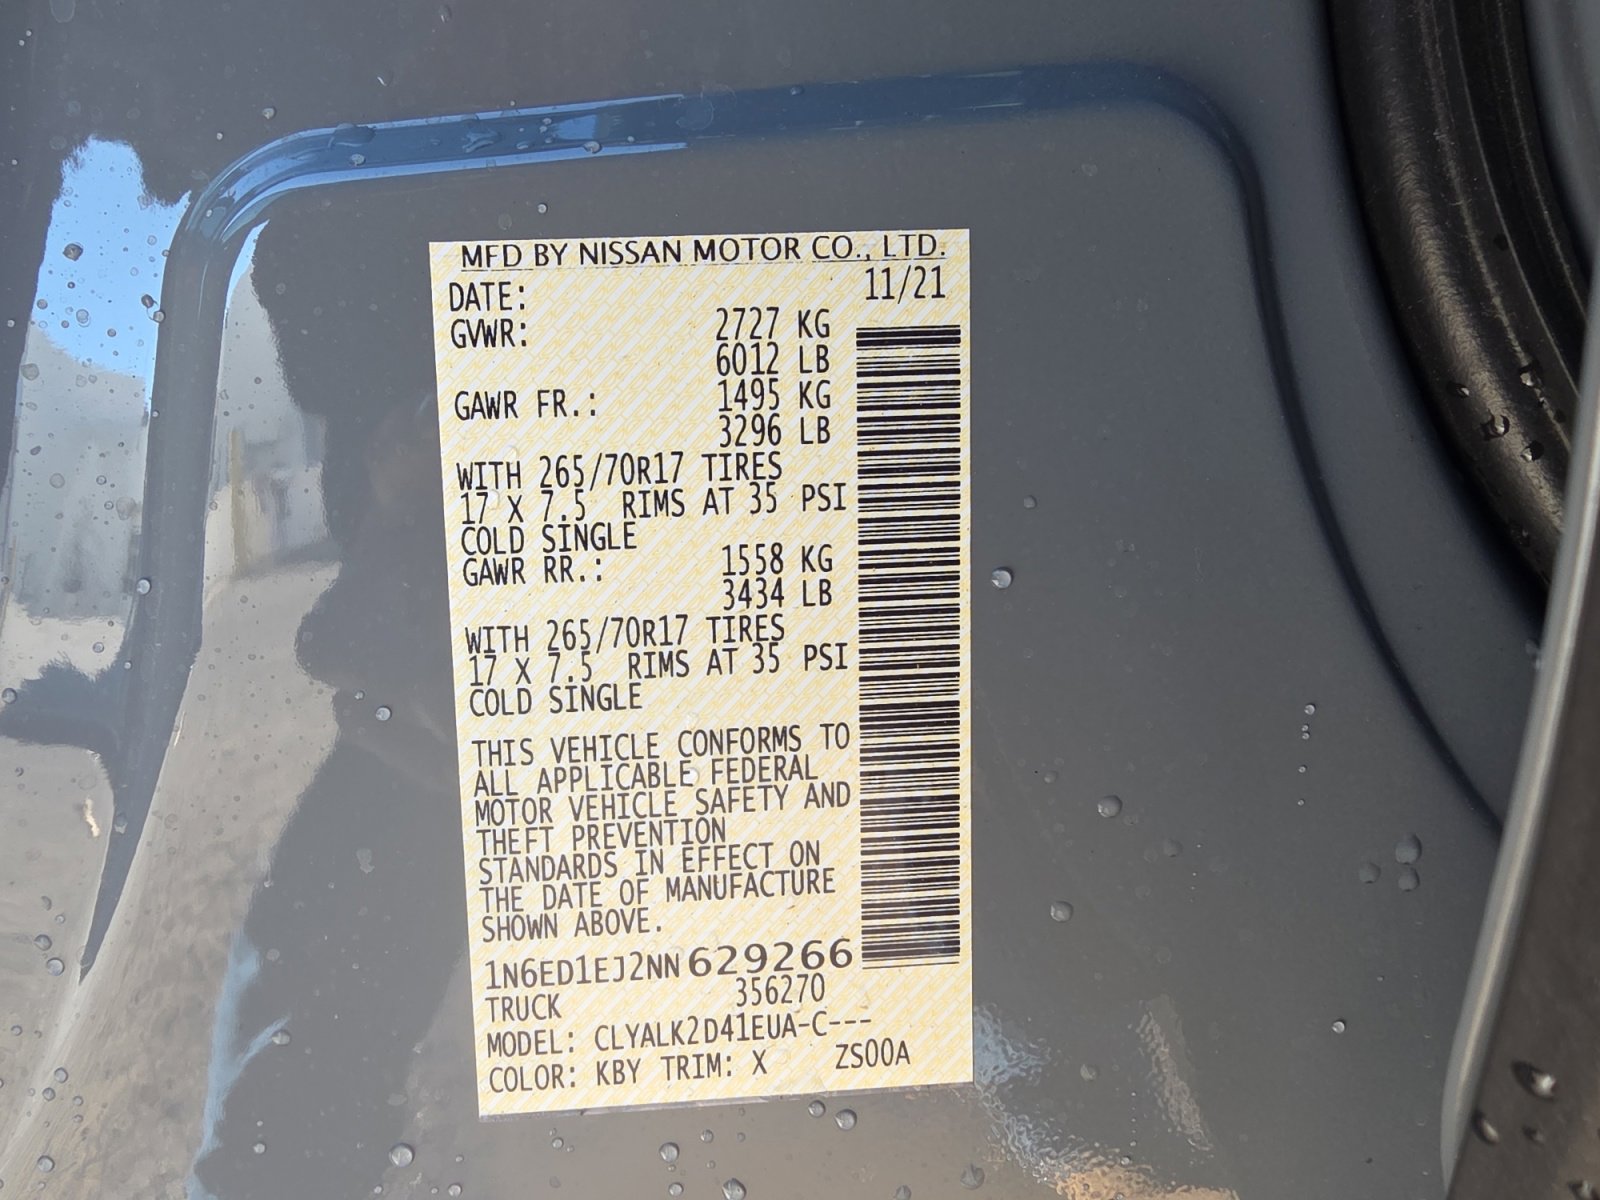 MFD BY NISSAN MOTOR CO., LTD.
DATE: 11/21
GVWR: 2727 KG
6012 LB
GAWR FR.: 1495 KG
3296 LB
WITH 265/70R17 TIRES
17 X 7.5 RIMS AT 35 PSI
COLD SINGLE
GAWR RR.: 1558 KG
3434 LB
WITH 265/70R17 TIRES
17 X 7.5 RIMS AT 35 PSI
COLD SINGLE
THIS VEHICLE CONFORMS TO
ALL APPLICABLE FEDERAL
MOTOR VEHICLE SAFETY AND
THEFT PREVENTION
STANDARDS IN EFFECT ON
THE DATE OF MANUFACTURE
SHOWN ABOVE.
1N6ED1EJ2NN629266
TRUCK 356270
MODEL: CLYALK2D41EUA-C---
COLOR: KBY TRIM: X ZS00A